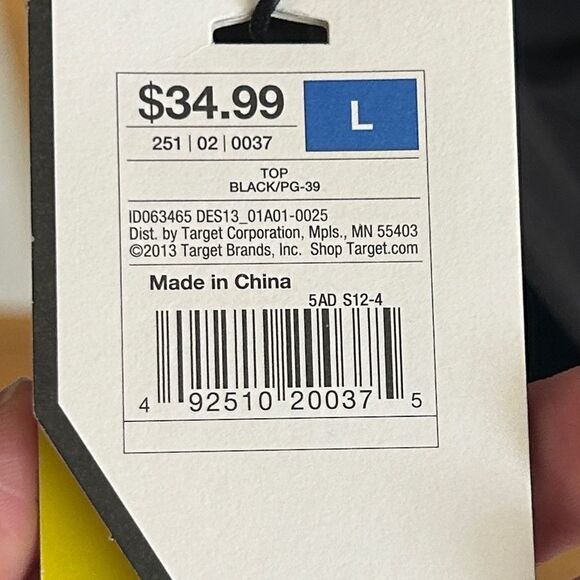 $34.99
L
251 | 02 | 0037
TOP
BLACK/PG-39
ID063465 DES13_01A01-0025
Dist. by Target Corporation, Mpls., MN 55403
©2013 Target Brands, Inc. Shop Target.com
Made in China
5AD S12-4
4 92510 20037 5